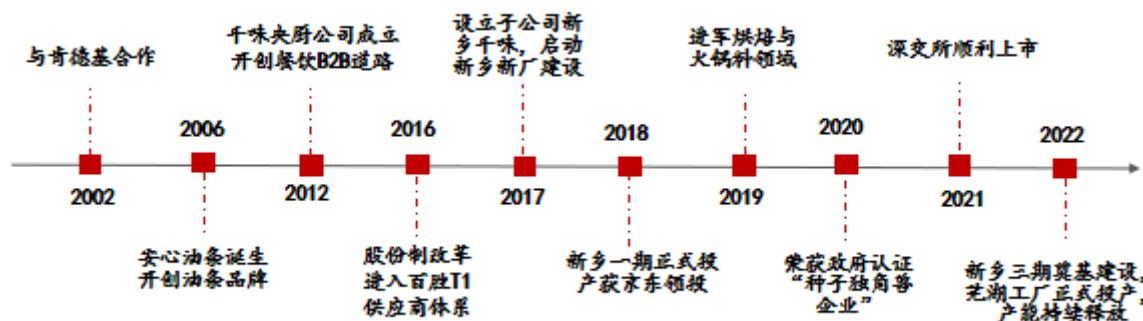 与肯德基合作
千味央厨公司成立
开创餐饮B2B道路
设立子公司新
乡千味，启动
新乡新厂建设
进军烘焙与
火锅料领域
深交所顺利上市
2006
2016
2018
2020
2022
2002
2012
2017
2019
2021
安心油条诞生
开创油条品牌
股份制改革
进入百胜T1
供应商体系
新乡一期正式投
产获京东领投
荣获政府认证
“种子独角兽
企业”
新乡三期奠基建设，
芜湖工厂正式投产，
产能持续释放